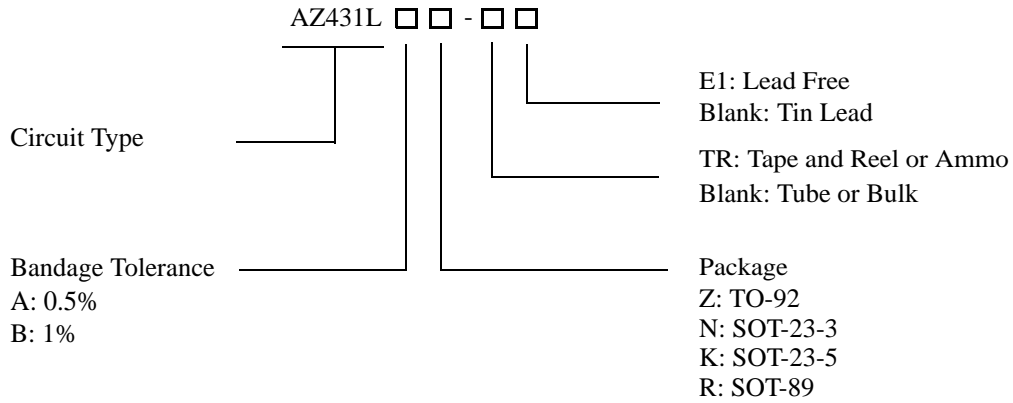 AZ431L □ □ - □ □
Circuit Type
E1: Lead Free
Blank: Tin Lead
TR: Tape and Reel or Ammo
Blank: Tube or Bulk
Bandage Tolerance
A: 0.5%
B: 1%
Package
Z: TO-92
N: SOT-23-3
K: SOT-23-5
R: SOT-89